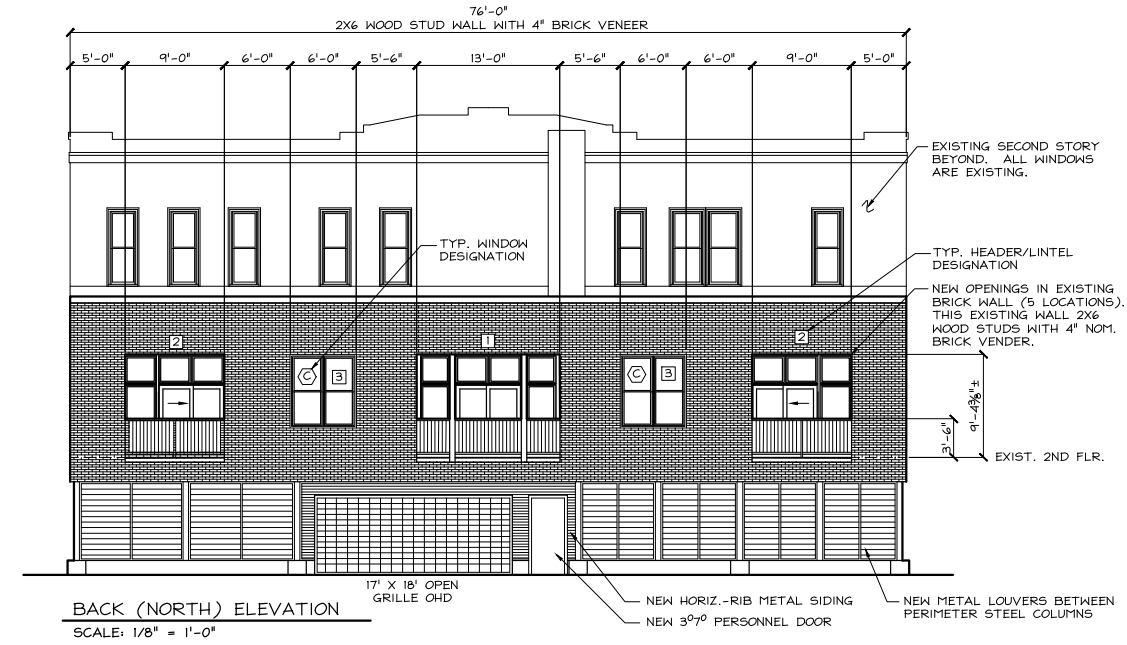 76'-0"
2X6 WOOD STUD WALL WITH 4" BRICK VENEER
5'-0" 9'-0" 6'-0" 6'-0" 5'-6" 13'-0" 5'-6" 6'-0" 6'-0" 9'-0" 5'-0"
EXISTING SECOND STORY
BEYOND. ALL WINDOWS
ARE EXISTING.
TYP. WINDOW
DESIGNATION
TYP. HEADER/LINTEL
DESIGNATION
NEW OPENINGS IN EXISTING
BRICK WALL (5 LOCATIONS).
THIS EXISTING WALL 2X6
WOOD STUDS WITH 4" NOM.
BRICK VENDER.
2 1 2
C 3 C 3
9'-4⅜"±
3'-6"
EXIST. 2ND FLR.
17' X 18' OPEN
GRILLE OHD
NEW HORIZ.-RIB METAL SIDING
NEW 3⁰7⁰ PERSONNEL DOOR
NEW METAL LOUVERS BETWEEN
PERIMETER STEEL COLUMNS
BACK (NORTH) ELEVATION
SCALE: 1/8" = 1'-0"